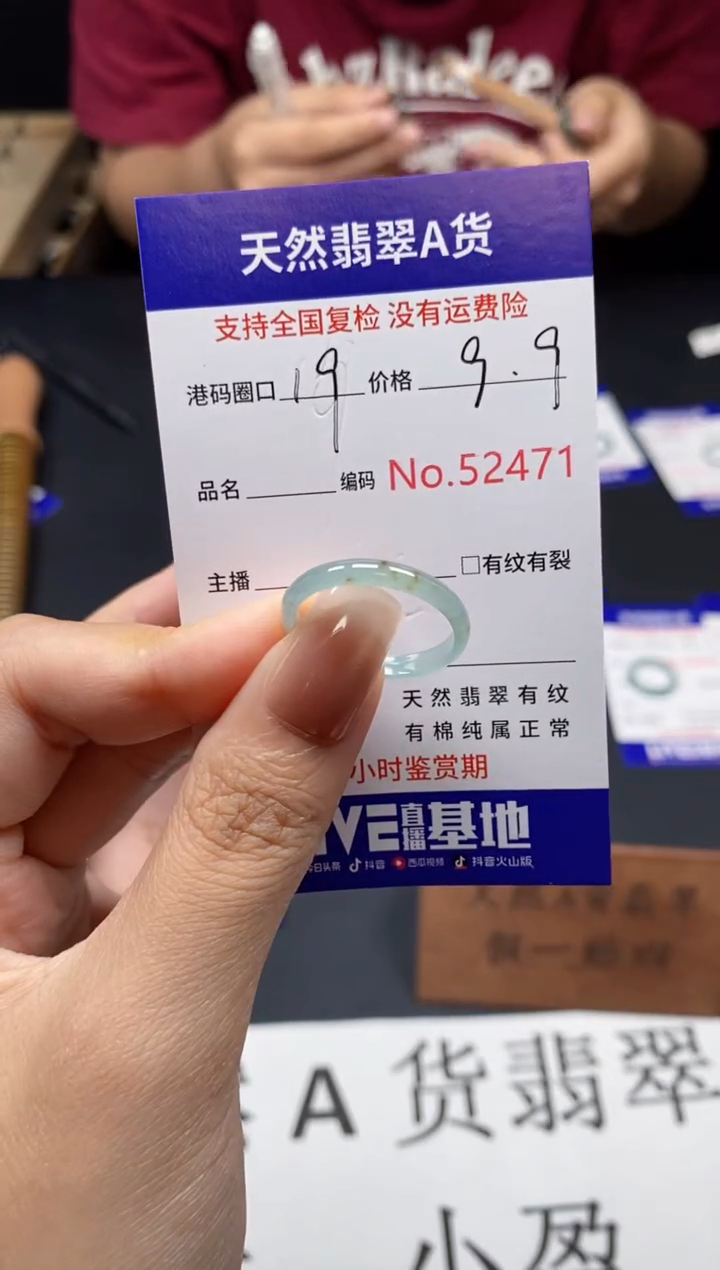 天然翡翠A货
支持全国复检 没有运费险
港码圈口 19 价格 9.9
品名 编码 No.52471
主播 □有纹有裂
天然翡翠有纹
有棉纯属正常
小时鉴赏期
直播基地
抖音 西瓜视频 抖音火山版
A货翡翠
小盈